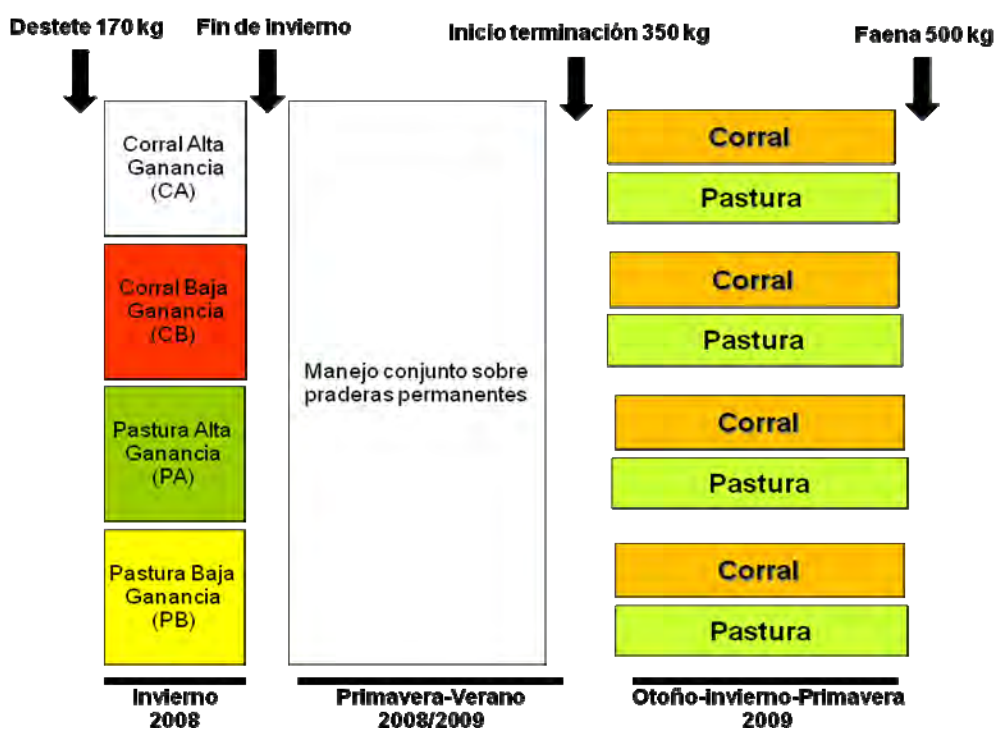 Destete 170 kg
Fin de invierno
Inicio terminación 350 kg
Faena 500 kg
Corral Alta
Ganancia
(CA)
Corral Baja
Ganancia
(CB)
Pastura Alta
Ganancia
(PA)
Pastura Baja
Ganancia
(PB)
Manejo conjunto sobre
praderas permanentes
Corral
Pastura
Corral
Pastura
Corral
Pastura
Corral
Pastura
Invierno
2008
Primavera-Verano
2008/2009
Otoño-invierno-Primavera
2009